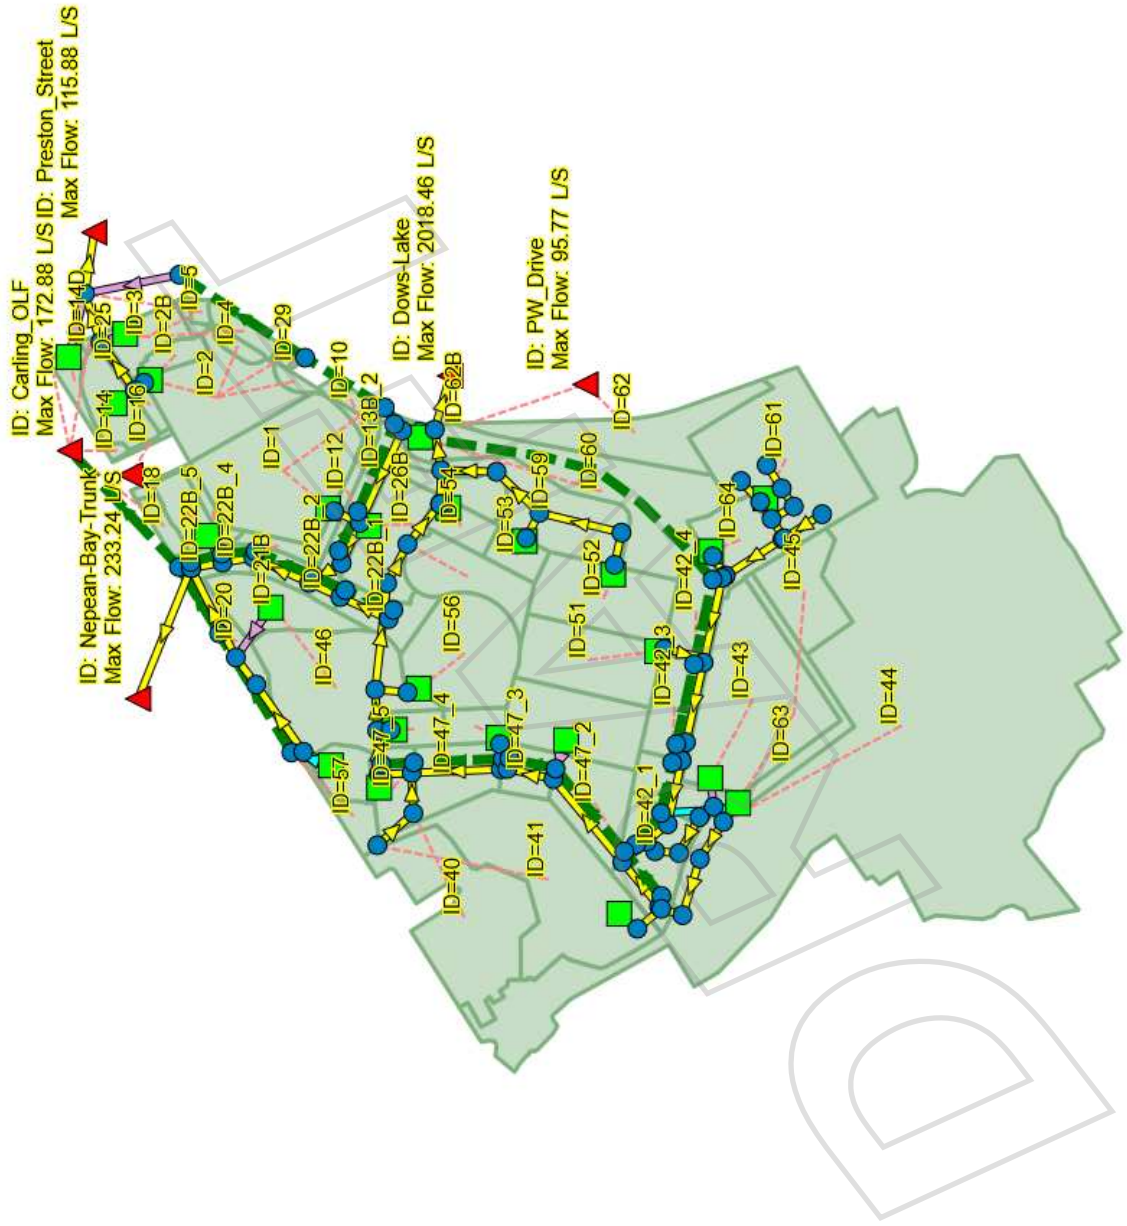 ID: Carling_OLF
Max Flow: 172.88 L/S
ID: Preston_Street
Max Flow: 115.88 L/S
ID: Nepean-Bay-Trunk
Max Flow: 233.24 L/S
ID: Dows-Lake
Max Flow: 2018.46 L/S
ID: PW_Drive
Max Flow: 95.77 L/S
ID=14D
ID=25
ID=3
ID=2B
ID=5
ID=4
ID=2
ID=29
ID=14
ID=16
ID=18
ID=1
ID=10
ID=12
ID=13B_2
ID=26B
ID=22B_5
ID=22B_4
ID=21B
ID=22B_2
ID=22B_1
ID=20
ID=46
ID=54
ID=62B
ID=62
ID=60
ID=59
ID=53
ID=52
ID=51
ID=56
ID=57
ID=47_5
ID=47_4
ID=47_3
ID=47_2
ID=40
ID=41
ID=42_1
ID=42_3
ID=42_4
ID=43
ID=63
ID=44
ID=45
ID=64
ID=61
DRAFT